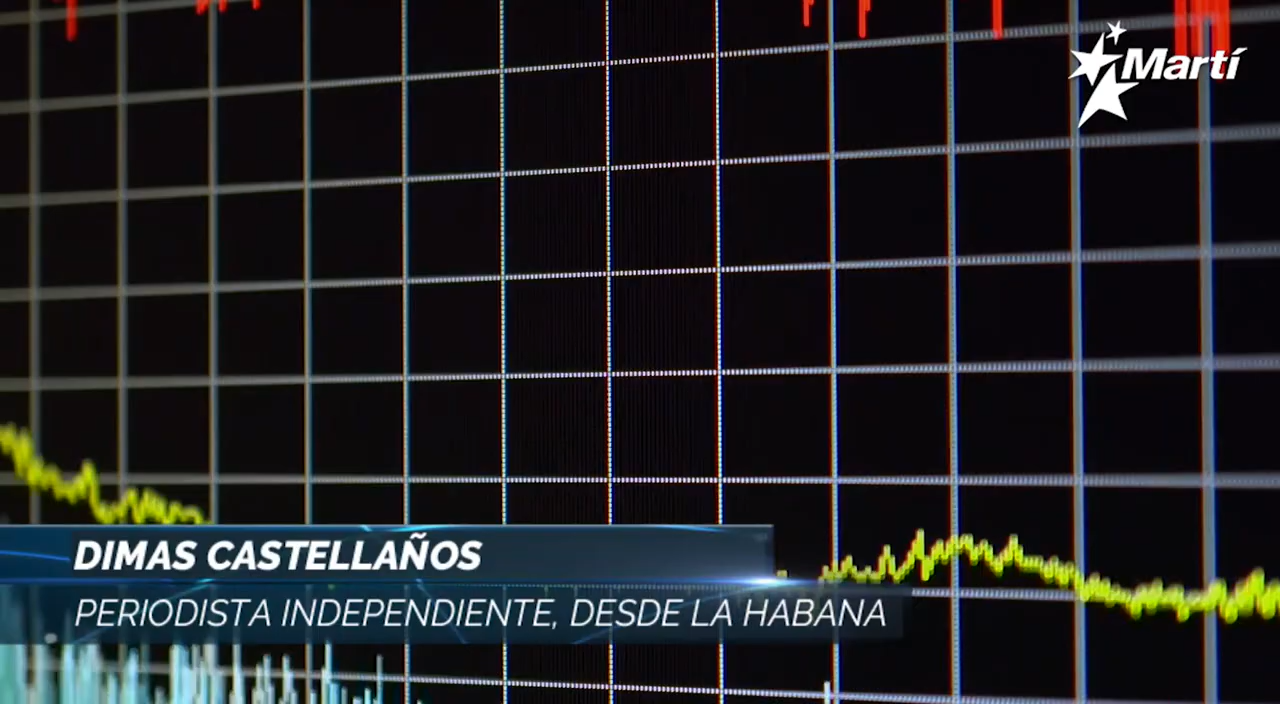 Martí
DIMAS CASTELLAÑOS
PERIODISTA INDEPENDIENTE, DESDE LA HABANA